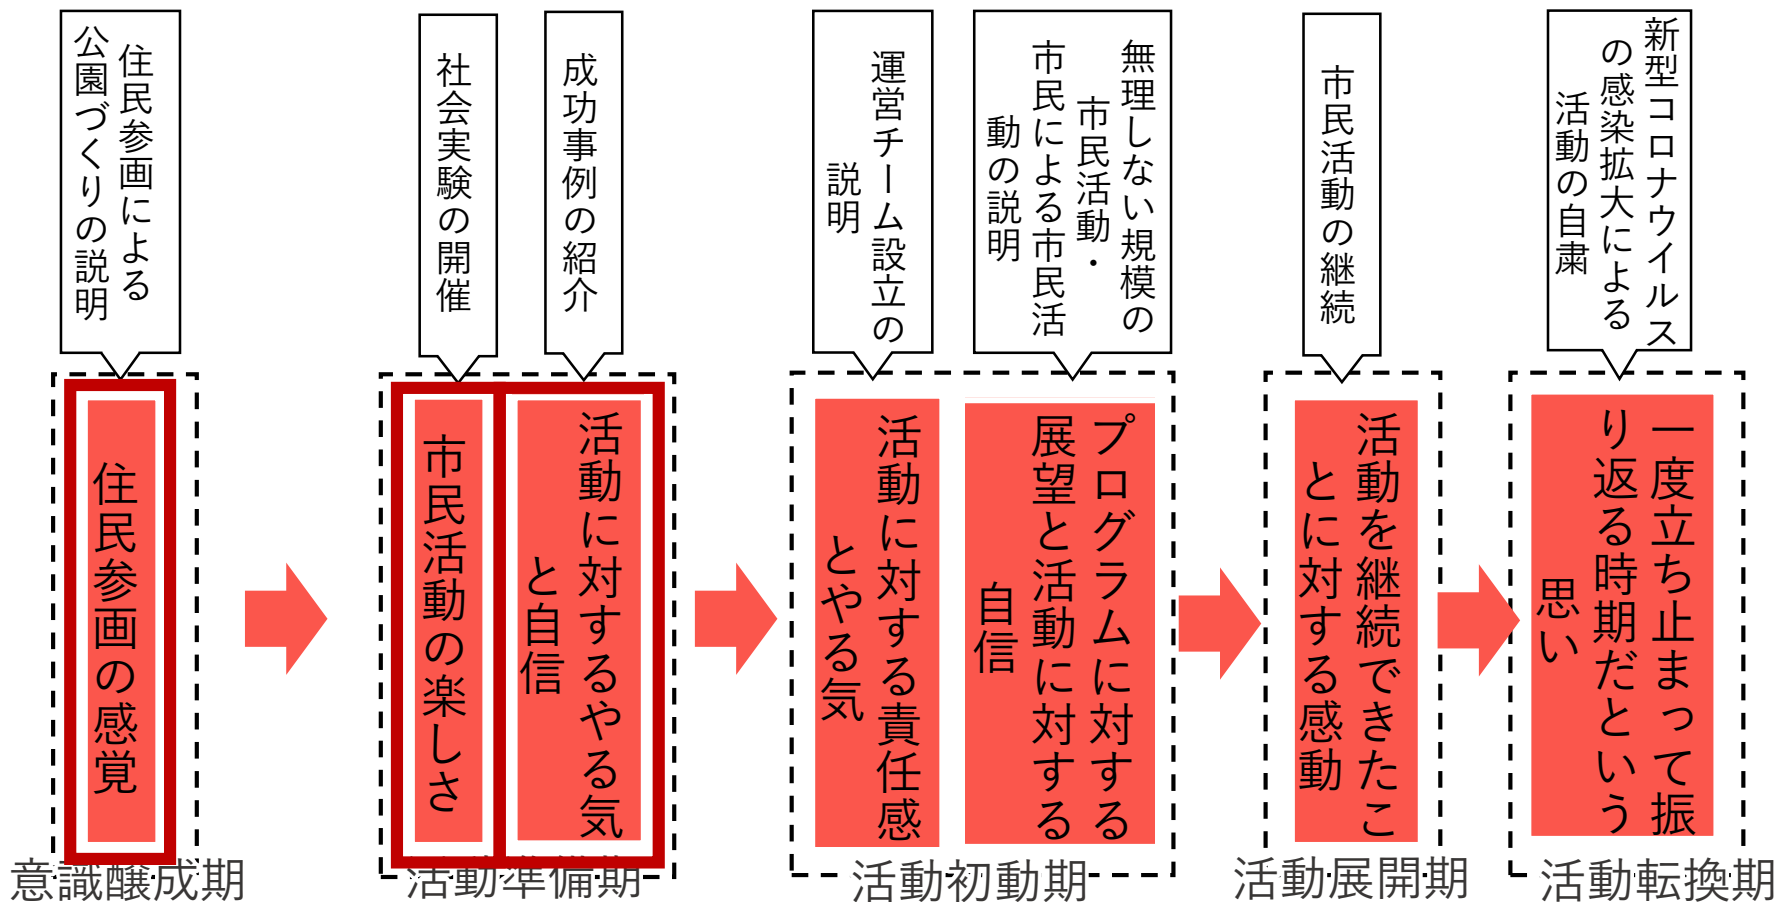 住民参画による
公園づくりの説明
社会実験の開催
成功事例の紹介
運営チーム設立の
説明
無理しない規模の
市民活動・
市民による市民活
動の説明
市民活動の継続
新型コロナウイルス
の感染拡大による
活動の自粛
住民参画の感覚
市民活動の楽しさ
活動に対するやる気
と自信
活動に対する責任感
とやる気
プログラムに対する
展望と活動に対する
自信
活動を継続できたこ
とに対する感動
一度立ち止まって振
り返る時期だという
思い
意識醸成期
活動準備期
活動初動期
活動展開期
活動転換期